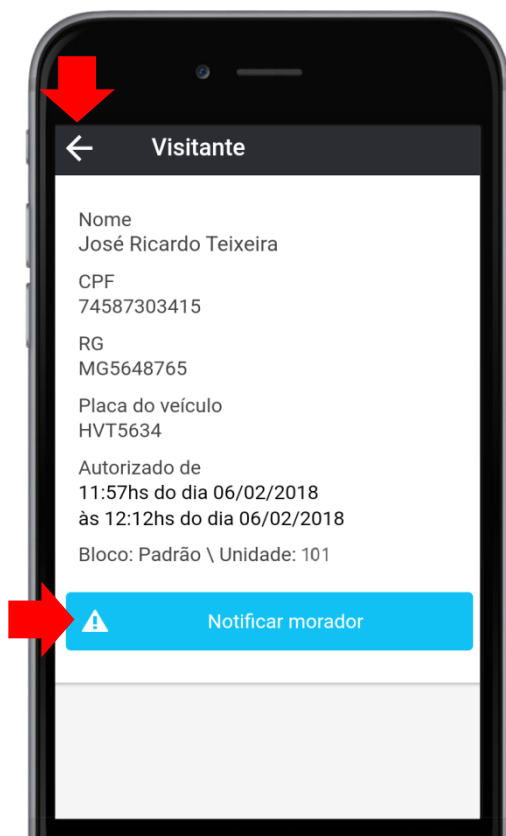 Visitante
Nome
José Ricardo Teixeira
CPF
74587303415
RG
MG5648765
Placa do veículo
HVT5634
Autorizado de
11:57hs do dia 06/02/2018
às 12:12hs do dia 06/02/2018
Bloco: Padrão \ Unidade: 101
Notificar morador